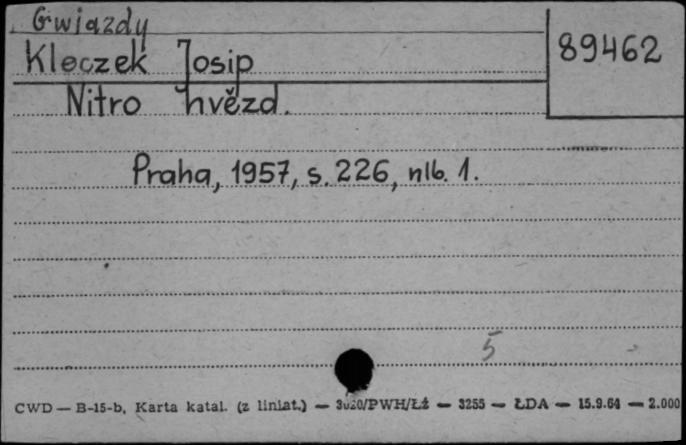 Gwiazdy
89462
Kleczek Josip
Nitro hvězd.
Praha, 1957, s. 226, nlb. 1.
5
CWD — B-15-b, Karta katal. (z liniat.) — 3020/PWH/ŁŻ — 3255 — ŁDA — 15.9.64 — 2.000